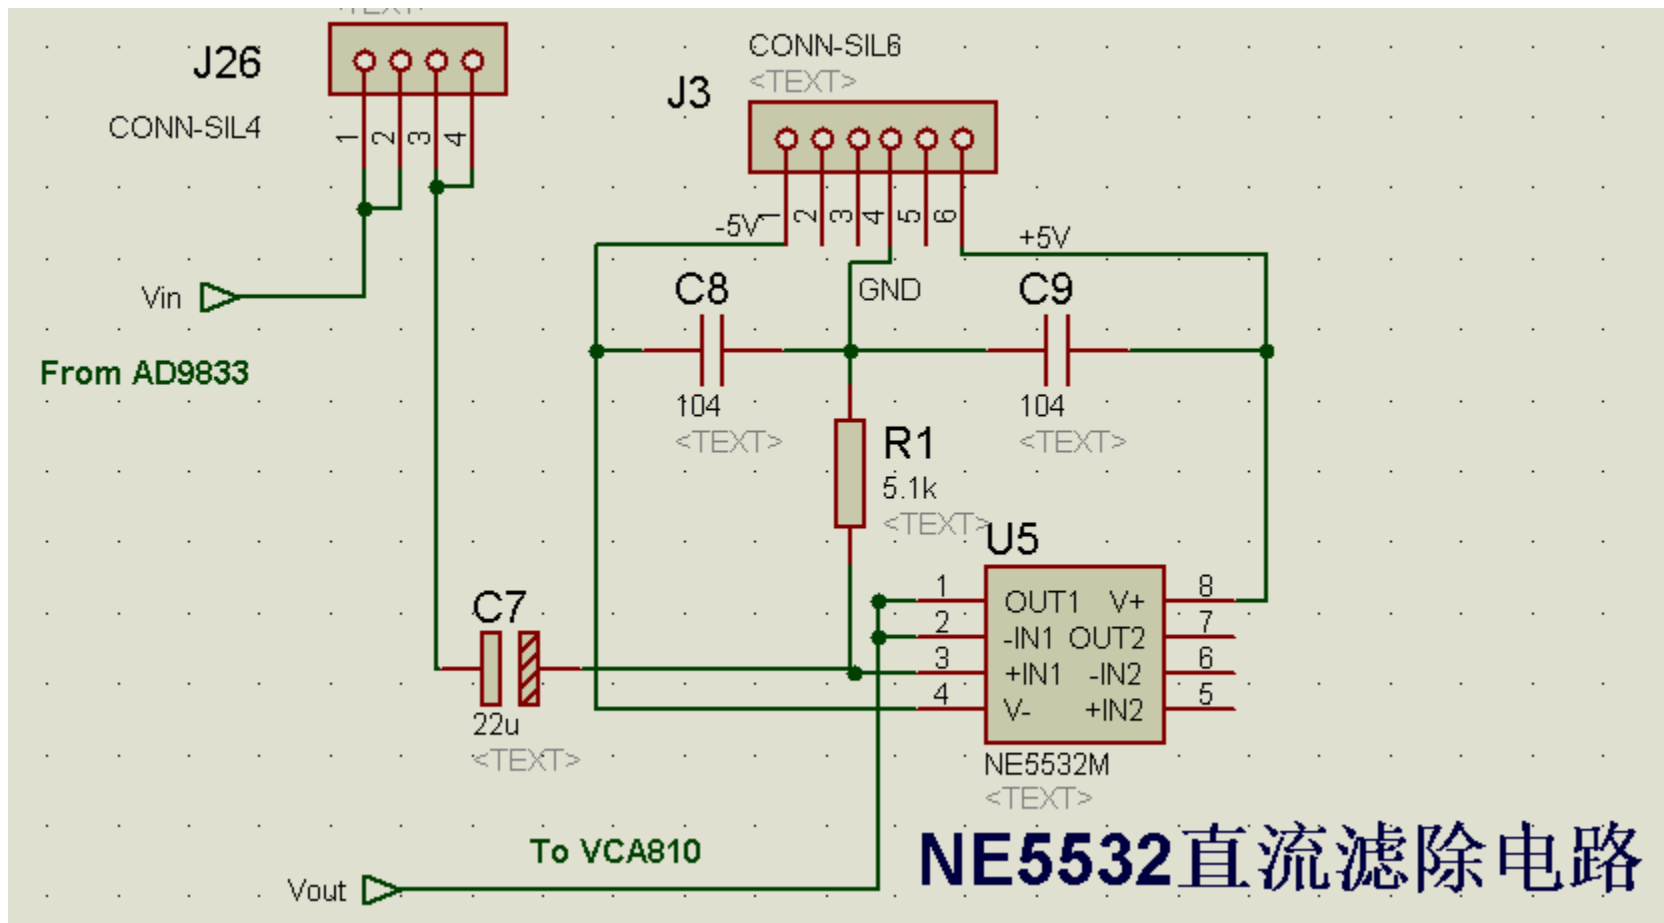 <TEXT>
J26
CONN-SIL4
1 2 3 4
CONN-SIL6
<TEXT>
J3
1 2 3 4 5 6
-5V
+5V
GND
Vin
From AD9833
C8
104
<TEXT>
C9
104
<TEXT>
R1
5.1k
<TEXT>
U5
1 OUT1 V+ 8
2 -IN1 OUT2 7
3 +IN1 -IN2 6
4 V- +IN2 5
NE5532M
<TEXT>
C7
22u
<TEXT>
To VCA810
Vout
NE5532直流滤除电路